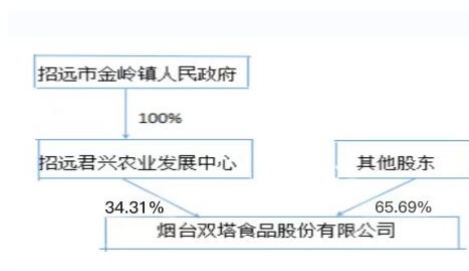 招远市金岭镇人民政府
100%
招远君兴农业发展中心
其他股东
34.31%
65.69%
烟台双塔食品股份有限公司